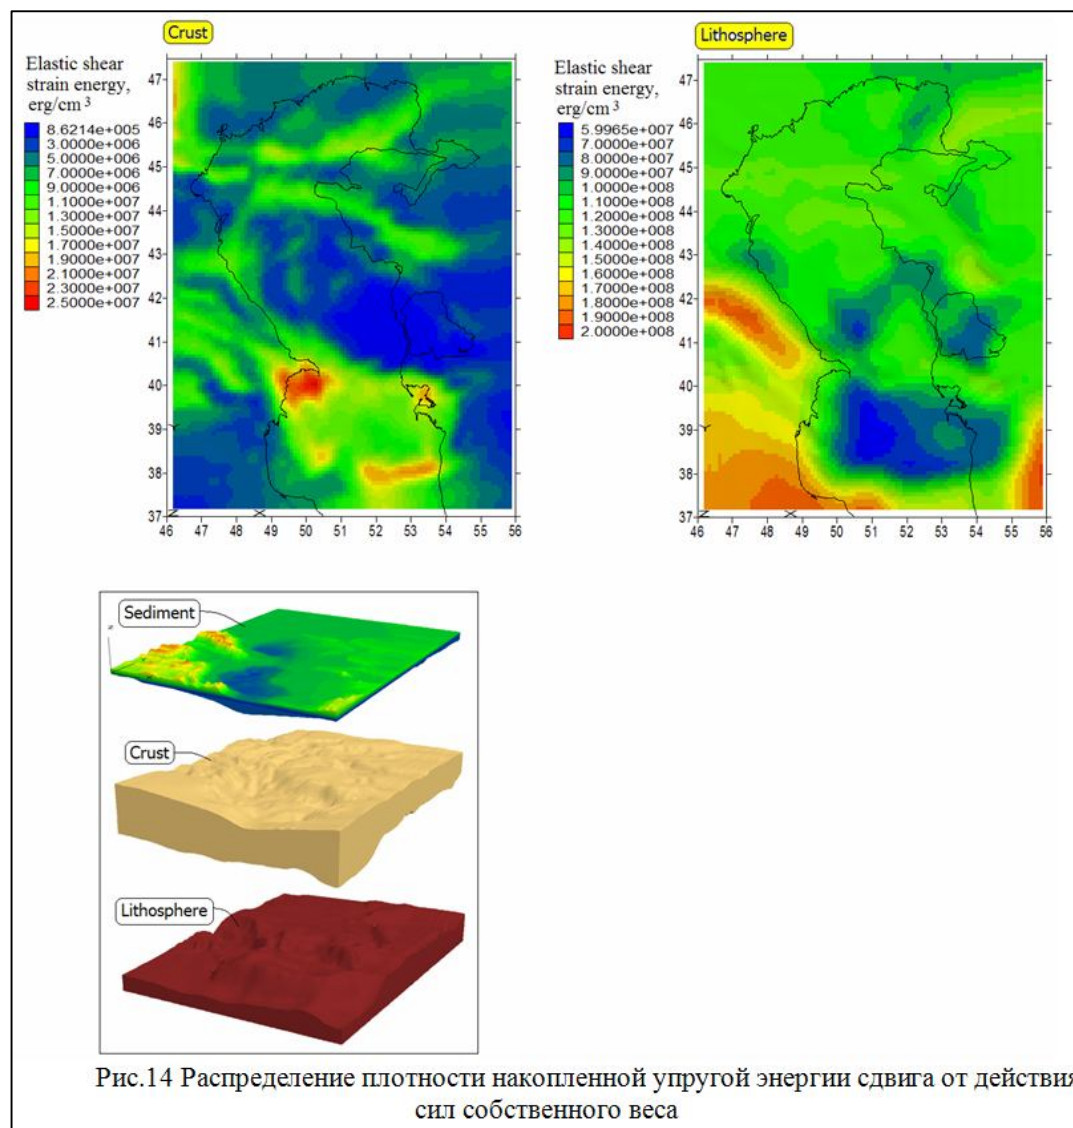 Crust
Elastic shear
strain energy,
erg/cm³
8.6214e+005
3.0000e+006
5.0000e+006
7.0000e+006
9.0000e+006
1.1000e+007
1.3000e+007
1.5000e+007
1.7000e+007
1.9000e+007
2.1000e+007
2.3000e+007
2.5000e+007
47
46
45
44
43
42
41
40
39
38
37
46 47 48 49 50 51 52 53 54 55 56
Z X
Y
Lithosphere
Elastic shear
strain energy,
erg/cm³
5.9965e+007
7.0000e+007
8.0000e+007
9.0000e+007
1.0000e+008
1.1000e+008
1.2000e+008
1.3000e+008
1.4000e+008
1.5000e+008
1.6000e+008
1.7000e+008
1.8000e+008
1.9000e+008
2.0000e+008
47
46
45
44
43
42
41
40
39
38
37
46 47 48 49 50 51 52 53 54 55 56
Z X
Y
Sediment
Crust
Lithosphere
Рис.14 Распределение плотности накопленной упругой энергии сдвига от действия
сил собственного веса